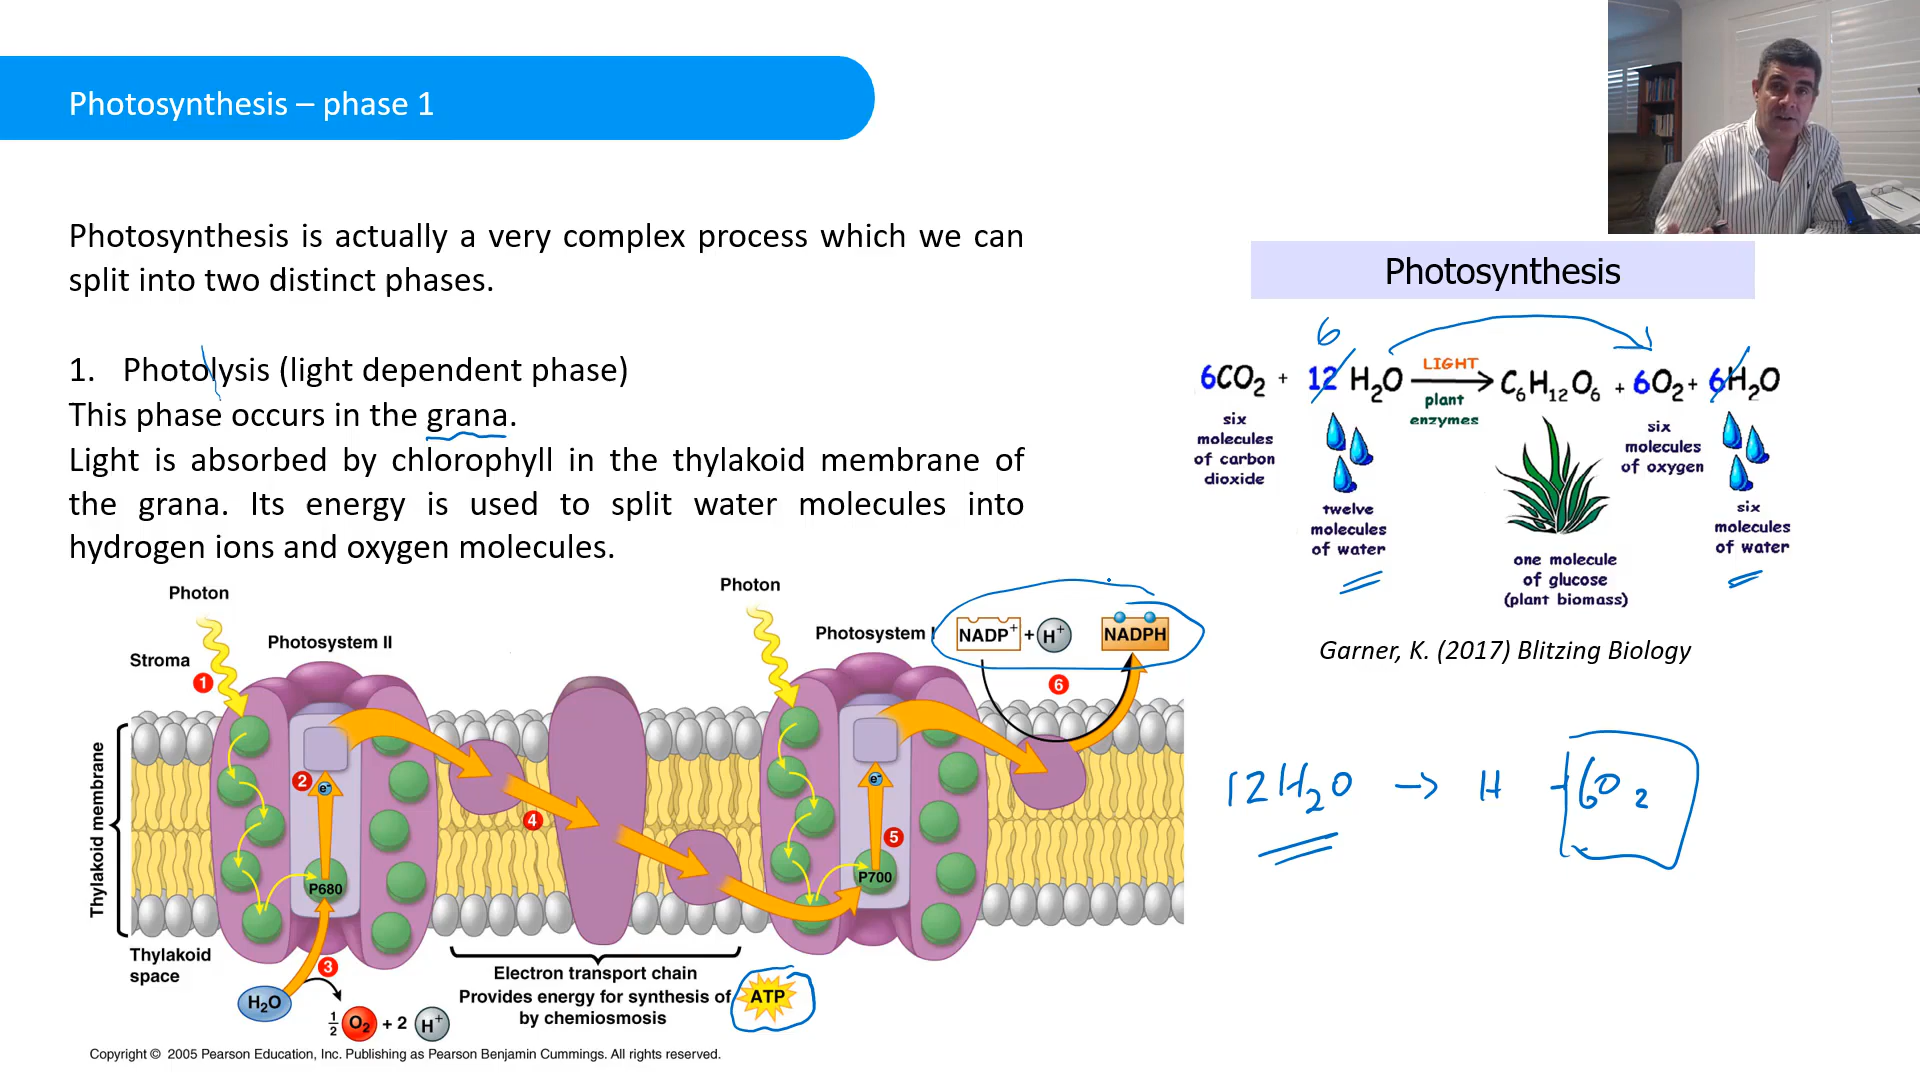 Photosynthesis – phase 1
Photosynthesis is actually a very complex process which we can
split into two distinct phases.
1. Photolysis (light dependent phase)
This phase occurs in the grana.
Light is absorbed by chlorophyll in the thylakoid membrane of
the grana. Its energy is used to split water molecules into
hydrogen ions and oxygen molecules.
Photosynthesis
6
6CO2 + 12 H2O LIGHT → C6H12O6 + 6O2 + 6H2O
plant
enzymes
six
molecules
of carbon
dioxide
twelve
molecules
of water
one molecule
of glucose
(plant biomass)
six
molecules
of oxygen
six
molecules
of water
Garner, K. (2017) Blitzing Biology
12H2O → H + 6O2
Photon
Photosystem II
Stroma
1
2
e-
P680
3
H2O
1/2 O2 + 2 H+
Thylakoid membrane
Thylakoid
space
4
Electron transport chain
Provides energy for synthesis of ATP
by chemiosmosis
Photon
Photosystem I
5
e-
P700
NADP+ + H+
NADPH
6
Copyright © 2005 Pearson Education, Inc. Publishing as Pearson Benjamin Cummings. All rights reserved.